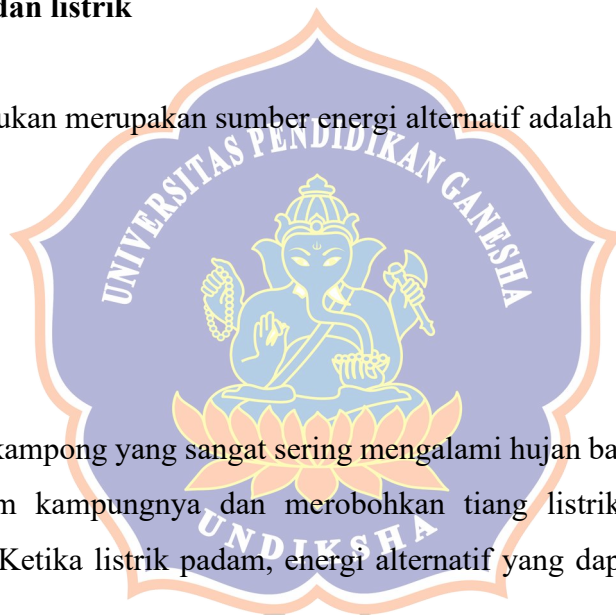 dan listrik
ukan merupakan sumber energi alternatif adalah
UNIVERSITAS PENDIDIKAN GANESHA
kampong yang sangat sering mengalami hujan ba
m kampungnya dan merobohkan tiang listrik
Ketika listrik padam, energi alternatif yang dap
UNDIKSHA